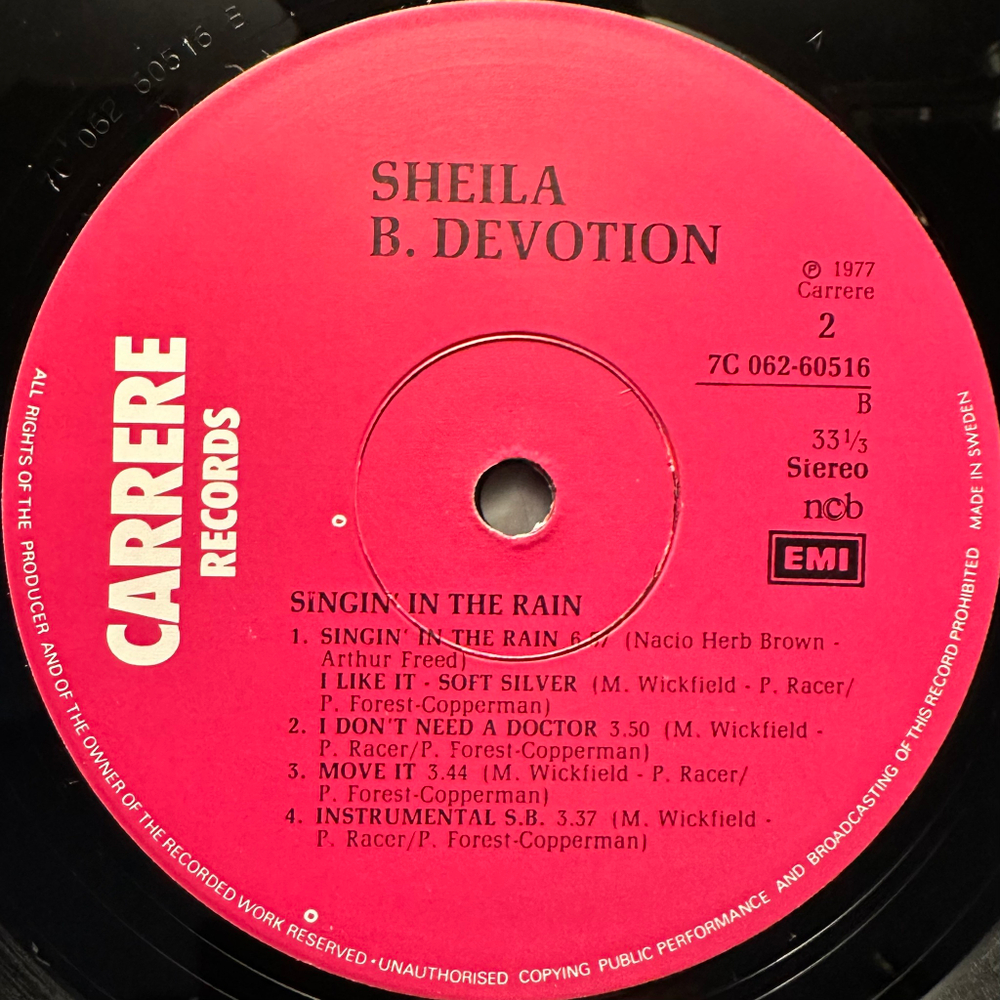 7C 062 60516
SHEILA
B. DEVOTION
℗ 1977
Carrere
2
7C 062-60516
B
33 1/3
Stereo
n©b
EMI
CARRERE
RECORDS
SINGIN' IN THE RAIN
1. SINGIN' IN THE RAIN (Nacio Herb Brown -
Arthur Freed)
I LIKE IT - SOFT SILVER (M. Wickfield - P. Racer/
P. Forest-Copperman)
2. I DON'T NEED A DOCTOR 3.50 (M. Wickfield -
P. Racer/P. Forest-Copperman)
3. MOVE IT 3.44 (M. Wickfield - P. Racer/
P. Forest-Copperman)
4. INSTRUMENTAL S.B. 3.37 (M. Wickfield -
P. Racer/P. Forest-Copperman)
ALL RIGHTS OF THE PRODUCER AND OF THE OWNER OF THE RECORDED WORK RESERVED • UNAUTHORISED COPYING PUBLIC PERFORMANCE AND BROADCASTING OF THIS RECORD PROHIBITED MADE IN SWEDEN